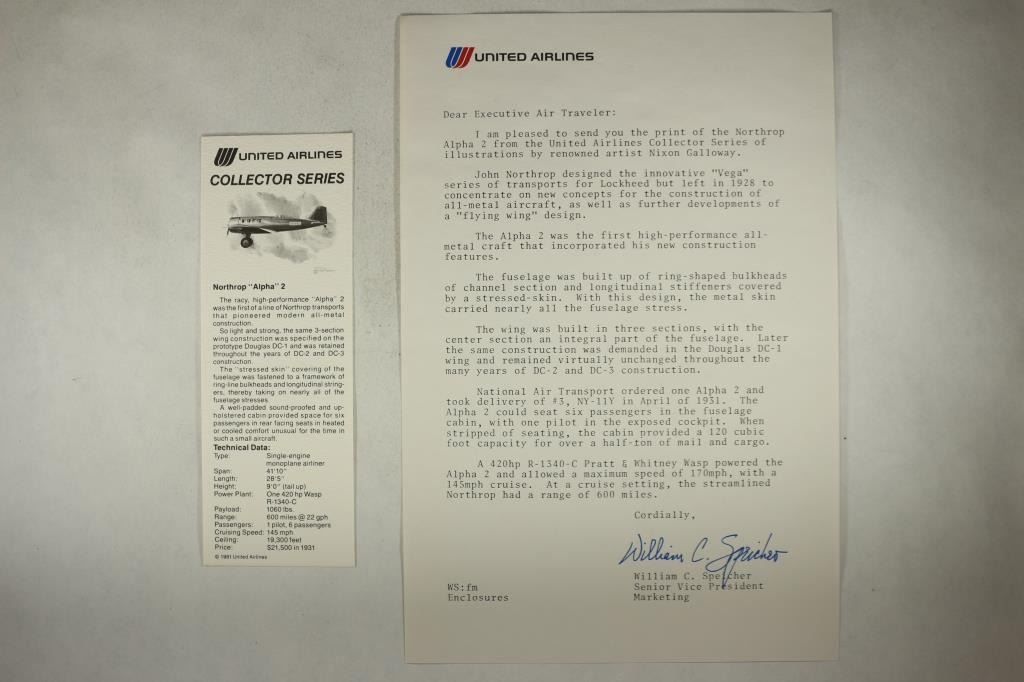 UNITED AIRLINES
COLLECTOR SERIES
Northrop "Alpha" 2
The racy, high-performance "Alpha" 2
was the first of a line of Northrop transports
that pioneered modern all-metal
construction.
So light and strong, the same 3-section
wing construction was specified on the
prototype Douglas DC-1 and was retained
throughout the years of DC-2 and DC-3
construction.
The "stressed skin" covering of the
fuselage was fastened to a framework of
ring-line bulkheads and longitudinal string-
ers, thereby taking on nearly all of the
fuselage stresses.
A well-padded sound-proofed and up-
holstered cabin provided space for six
passengers in rear facing seats in heated
or cooled comfort unusual for the time in
such a small aircraft.
Technical Data:
Type: Single-engine
monoplane airliner
Span: 41'10"
Length: 28'5"
Height: 9'0" (tail up)
Power Plant: One 420 hp Wasp
R-1340-C
Payload: 1060 lbs.
Range: 600 miles @ 22 gph
Passengers: 1 pilot, 6 passengers
Cruising Speed: 145 mph
Ceiling: 19,300 feet
Price: $21,500 in 1931
© 1981 United Airlines
UNITED AIRLINES
Dear Executive Air Traveler:
I am pleased to send you the print of the Northrop
Alpha 2 from the United Airlines Collector Series of
illustrations by renowned artist Nixon Galloway.
John Northrop designed the innovative "Vega"
series of transports for Lockheed but left in 1928 to
concentrate on new concepts for the construction of
all-metal aircraft, as well as further developments of
a "flying wing" design.
The Alpha 2 was the first high-performance all-
metal craft that incorporated his new construction
features.
The fuselage was built up of ring-shaped bulkheads
of channel section and longitudinal stiffeners covered
by a stressed-skin. With this design, the metal skin
carried nearly all the fuselage stress.
The wing was built in three sections, with the
center section an integral part of the fuselage. Later
the same construction was demanded in the Douglas DC-1
wing and remained virtually unchanged throughout the
many years of DC-2 and DC-3 construction.
National Air Transport ordered one Alpha 2 and
took delivery of #3, NY-11Y in April of 1931. The
Alpha 2 could seat six passengers in the fuselage
cabin, with one pilot in the exposed cockpit. When
stripped of seating, the cabin provided a 120 cubic
foot capacity for over a half-ton of mail and cargo.
A 420hp R-1340-C Pratt & Whitney Wasp powered the
Alpha 2 and allowed a maximum speed of 170mph, with a
145mph cruise. At a cruise setting, the streamlined
Northrop had a range of 600 miles.
Cordially,
William C. Speicher
William C. Speicher
WS:fm Senior Vice President
Enclosures Marketing